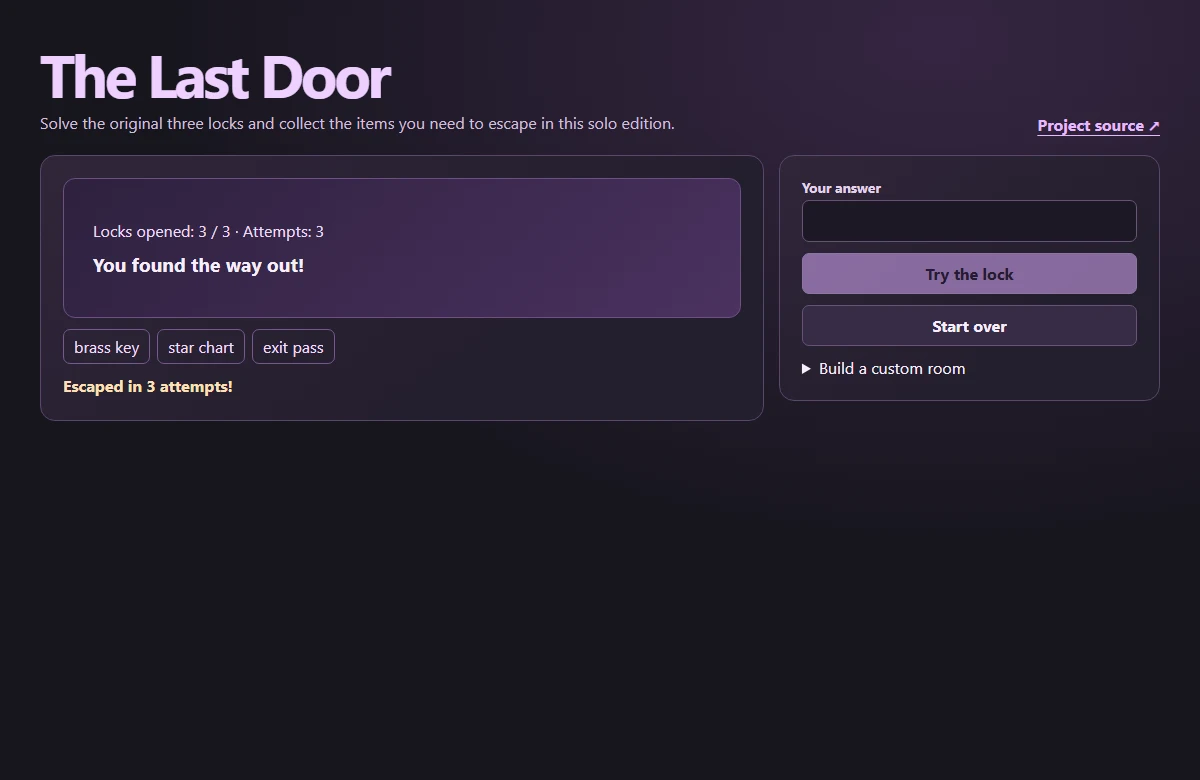 The Last Door
Solve the original three locks and collect the items you need to escape in this solo edition.
Project source ↗
Locks opened: 3 / 3 · Attempts: 3
You found the way out!
brass key
star chart
exit pass
Escaped in 3 attempts!
Your answer
Try the lock
Start over
▶ Build a custom room